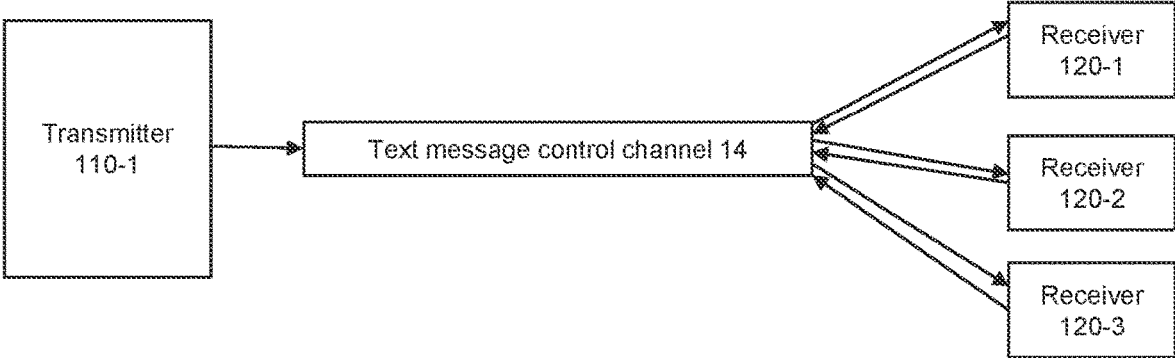 Transmitter
110-1
Text message control channel 14
Receiver
120-1
Receiver
120-2
Receiver
120-3